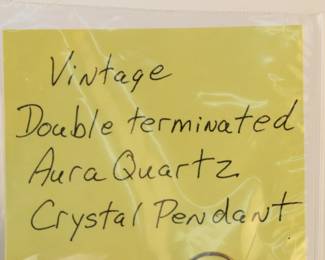 Vintage
Double terminated
Aura Quartz
Crystal Pendant